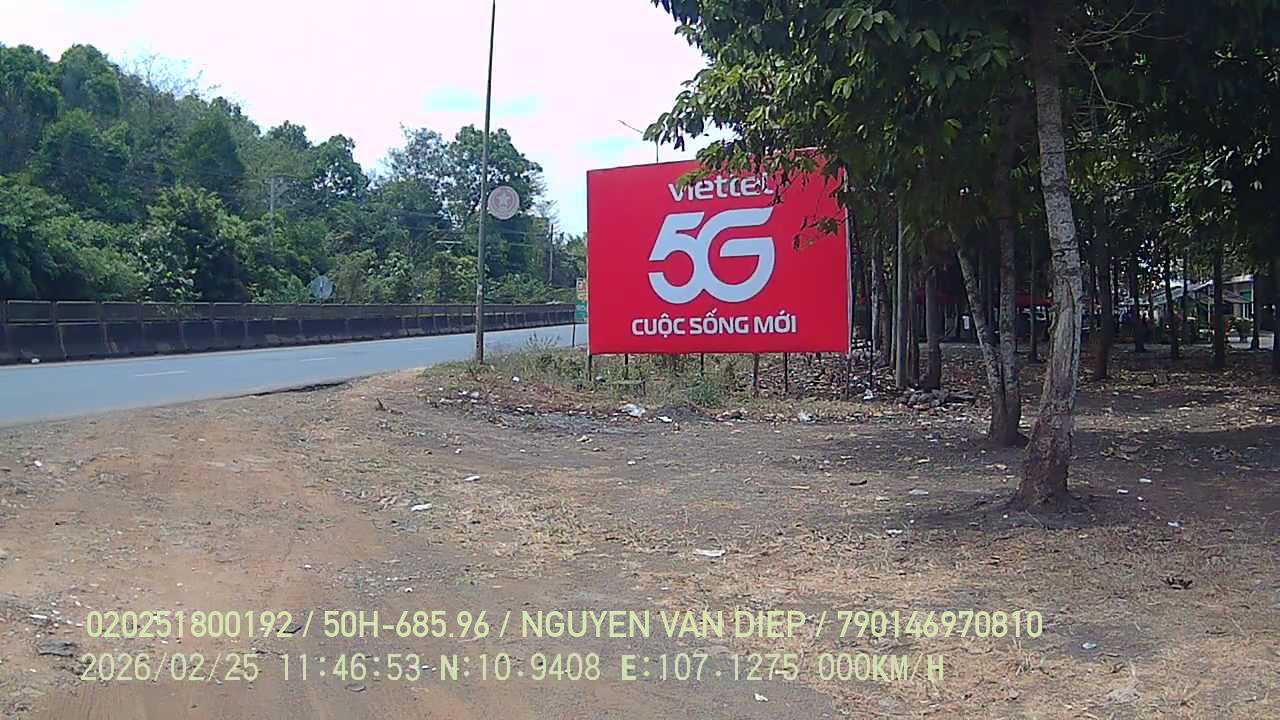 viettel
5G
CUỘC SỐNG MỚI
020251800192 / 50H-685.96 / NGUYEN VAN DIEP / 790146970810
2026/02/25 11:46:53 N:10.9408 E:107.1275 000KM/H